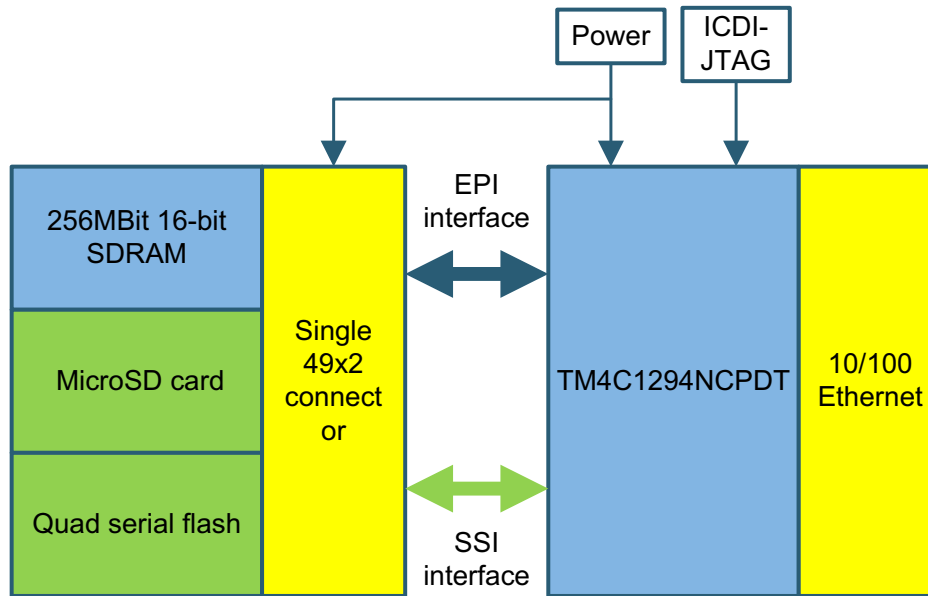 Power
ICDI-
JTAG
256MBit 16-bit
SDRAM
MicroSD card
Quad serial flash
Single
49x2
connect
or
EPI
interface
SSI
interface
TM4C1294NCPDT
10/100
Ethernet